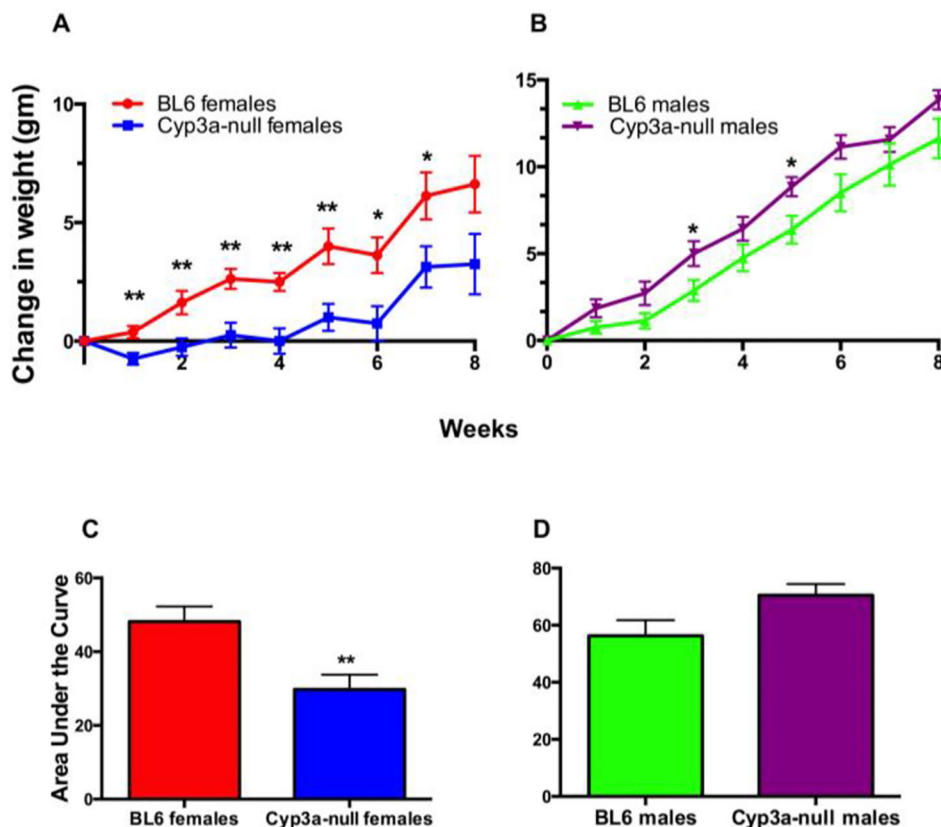 A
BL6 females
Cyp3a-null females
Change in weight (gm)
10
5
0
2
4
6
8
**
**
**
**
**
*
*
B
BL6 males
Cyp3a-null males
15
10
5
0
0
2
4
6
8
*
*
Weeks
C
Area Under the Curve
60
40
20
0
**
BL6 females Cyp3a-null females
D
80
60
40
20
0
BL6 males Cyp3a-null males